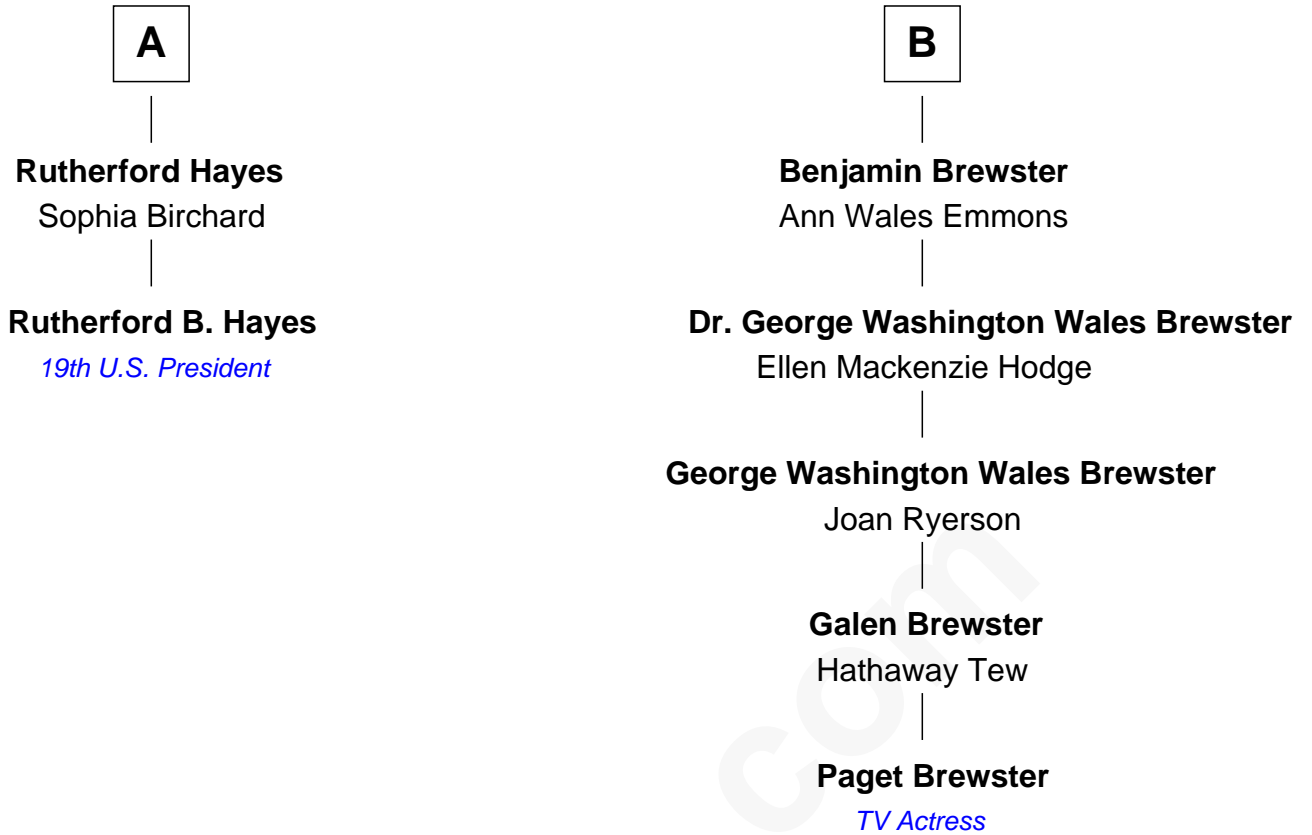 A
Rutherford Hayes
Sophia Birchard
Rutherford B. Hayes
19th U.S. President
B
Benjamin Brewster
Ann Wales Emmons
Dr. George Washington Wales Brewster
Ellen Mackenzie Hodge
George Washington Wales Brewster
Joan Ryerson
Galen Brewster
Hathaway Tew
Paget Brewster
TV Actress
com